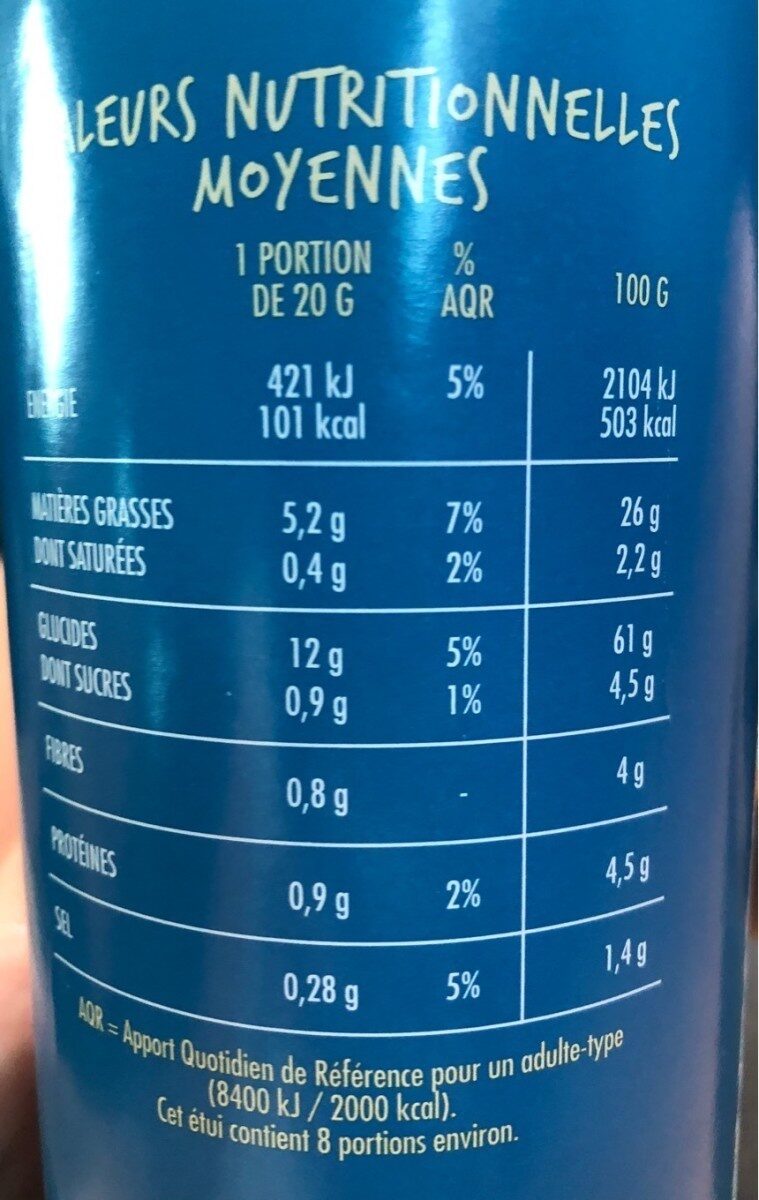 LEURS NUTRITIONNELLES
MOYENNES
1 PORTION DE 20 G % AQR 100 G
ENERGIE 421 kJ 5% 2104 kJ
101 kcal 503 kcal
MATIÈRES GRASSES 5,2 g 7% 26 g
DONT SATURÉES 0,4 g 2% 2,2 g
GLUCIDES 12 g 5% 61 g
DONT SUCRES 0,9 g 1% 4,5 g
FIBRES 0,8 g - 4 g
PROTÉINES 0,9 g 2% 4,5 g
SEL 0,28 g 5% 1,4 g
AQR = Apport Quotidien de Référence pour un adulte-type
(8400 kJ / 2000 kcal).
Cet étui contient 8 portions environ.